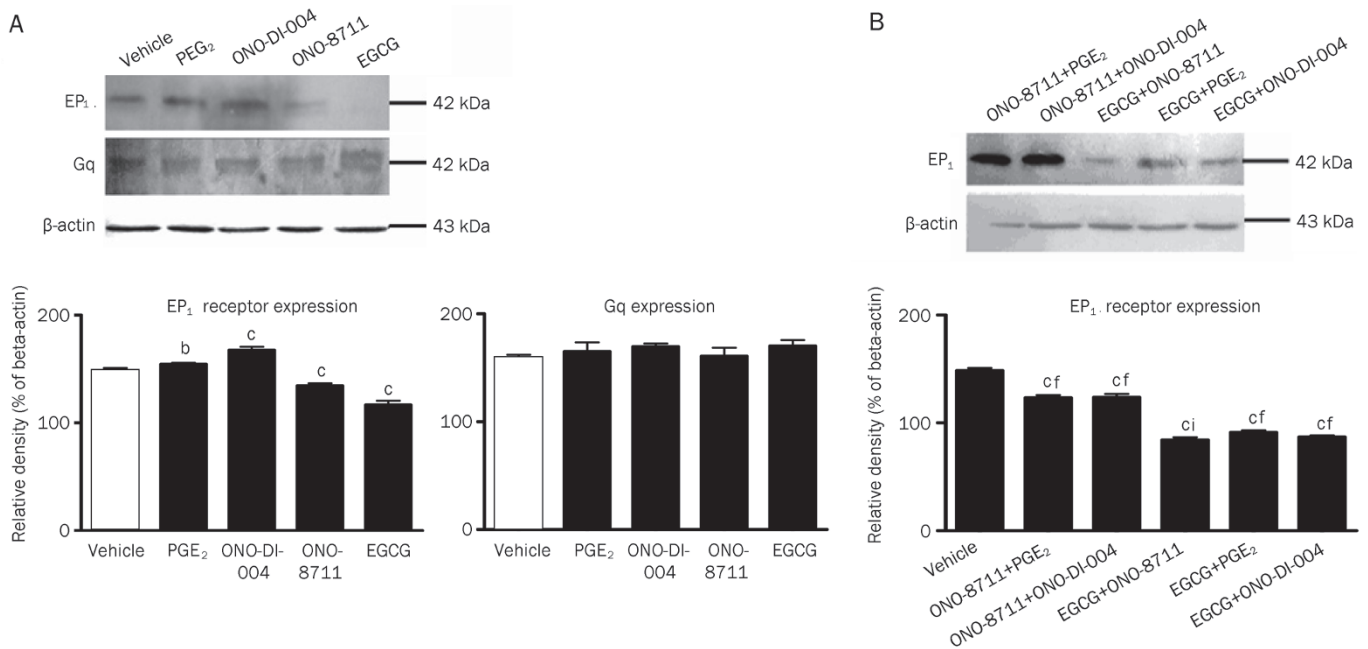 A
Vehicle
PEG₂
ONO-DI-004
ONO-8711
EGCG
EP₁.
42 kDa
Gq
42 kDa
β-actin
43 kDa
EP₁ receptor expression
Relative density (% of beta-actin)
200
100
0
b
c
c
c
Vehicle
PGE₂
ONO-DI-
004
ONO-
8711
EGCG
Gq expression
200
100
0
Vehicle
PGE₂
ONO-DI-
004
ONO-
8711
EGCG
B
ONO-8711+PGE₂
ONO-8711+ONO-DI-004
EGCG+ONO-8711
EGCG+PGE₂
EGCG+ONO-DI-004
EP₁
42 kDa
β-actin
43 kDa
EP₁. receptor expression
Relative density (% of beta-actin)
200
100
0
cf
cf
ci
cf
cf
Vehicle
ONO-8711+PGE₂
ONO-8711+ONO-DI-004
EGCG+ONO-8711
EGCG+PGE₂
EGCG+ONO-DI-004